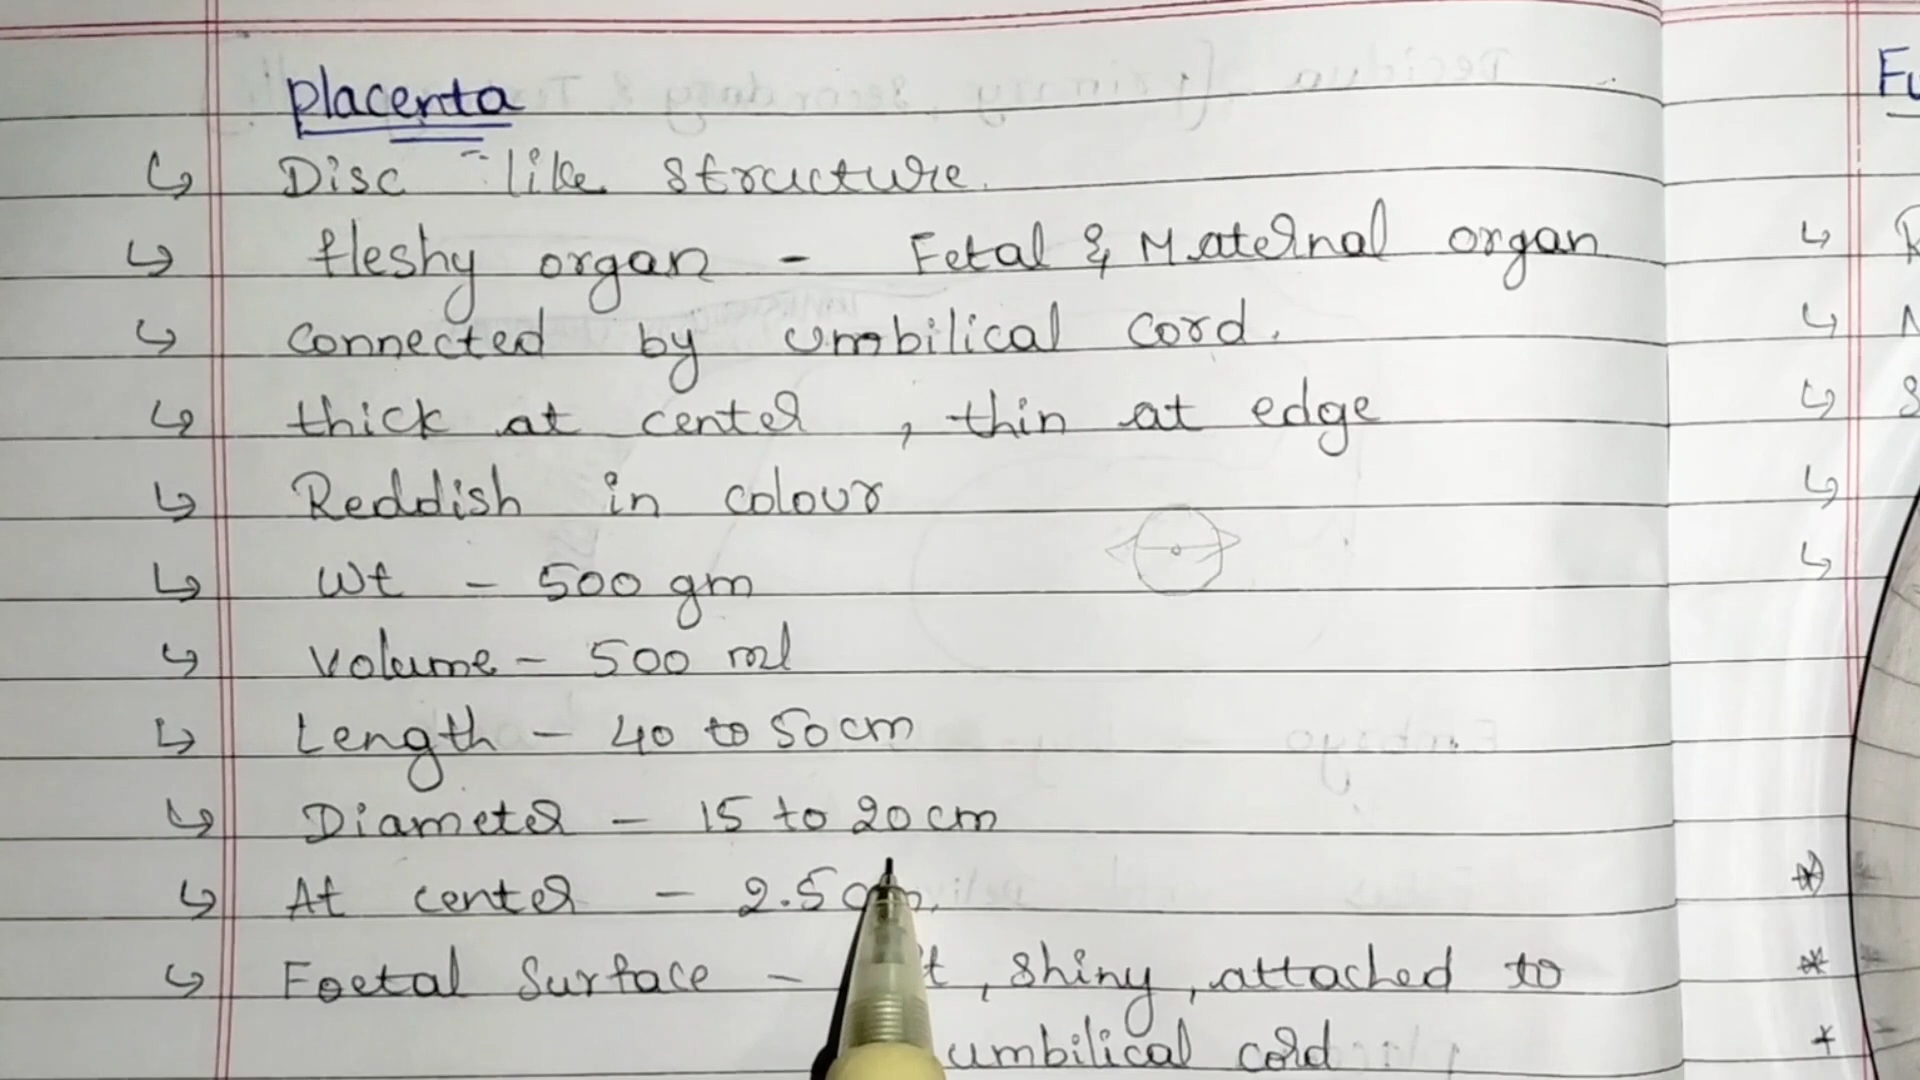 Placenta
↳ Disc like structure.
↳ fleshy organ - Fetal & Maternal organ
↳ connected by umbilical cord.
↳ thick at center , thin at edge
↳ Reddish in colour
↳ Wt - 500 gm
↳ Volume - 500 ml
↳ Length - 40 to 50 cm
↳ Diameter - 15 to 20 cm
↳ At center - 2.5
↳ Foetal Surface - , shiny, attached to
umbilical cord